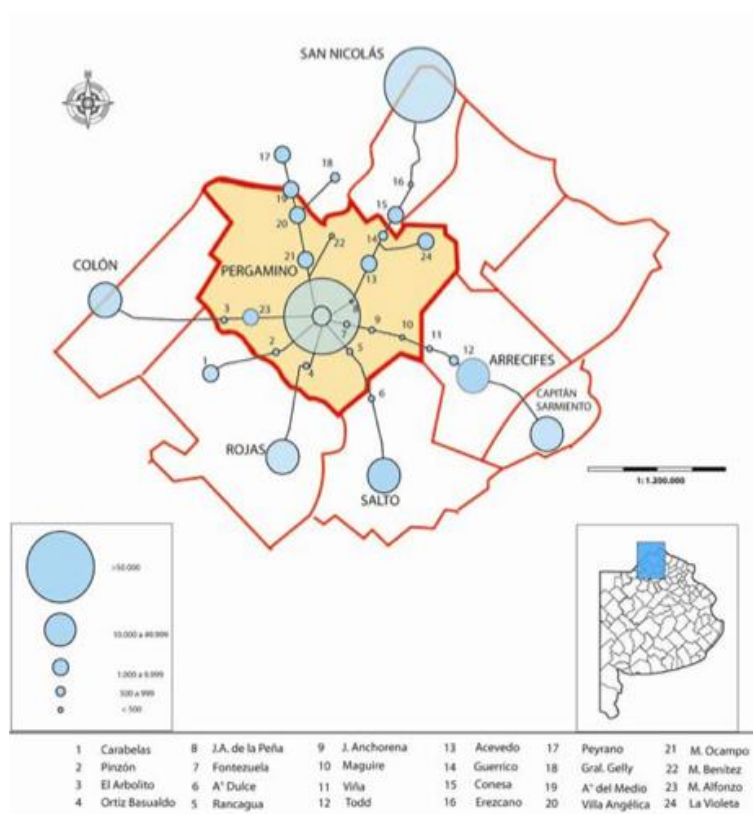 N
SAN NICOLÁS
17
18
19
16
20
15
22
14
21
24
13
COLÓN
PERGAMINO
8
3
23
7
9
10
2
5
11
12
ARRECIFES
1
4
CAPITÁN
SARMIENTO
6
ROJAS
SALTO
1: 1.200.000
>50.000
10.000 a 49.999
1.000 a 9.999
500 a 999
< 500
1 Carabelas 8 J.A. de la Peña 9 J. Anchorena 13 Acevedo 17 Peyrano 21 M. Ocampo
2 Pinzón 7 Fontezuela 10 Maguire 14 Guerrico 18 Gral. Gelly 22 M. Benítez
3 El Arbolito 6 A° Dulce 11 Viña 15 Conesa 19 A° del Medio 23 M. Alfonzo
4 Ortiz Basualdo 5 Rancagua 12 Todd 16 Erezcano 20 Villa Angélica 24 La Violeta